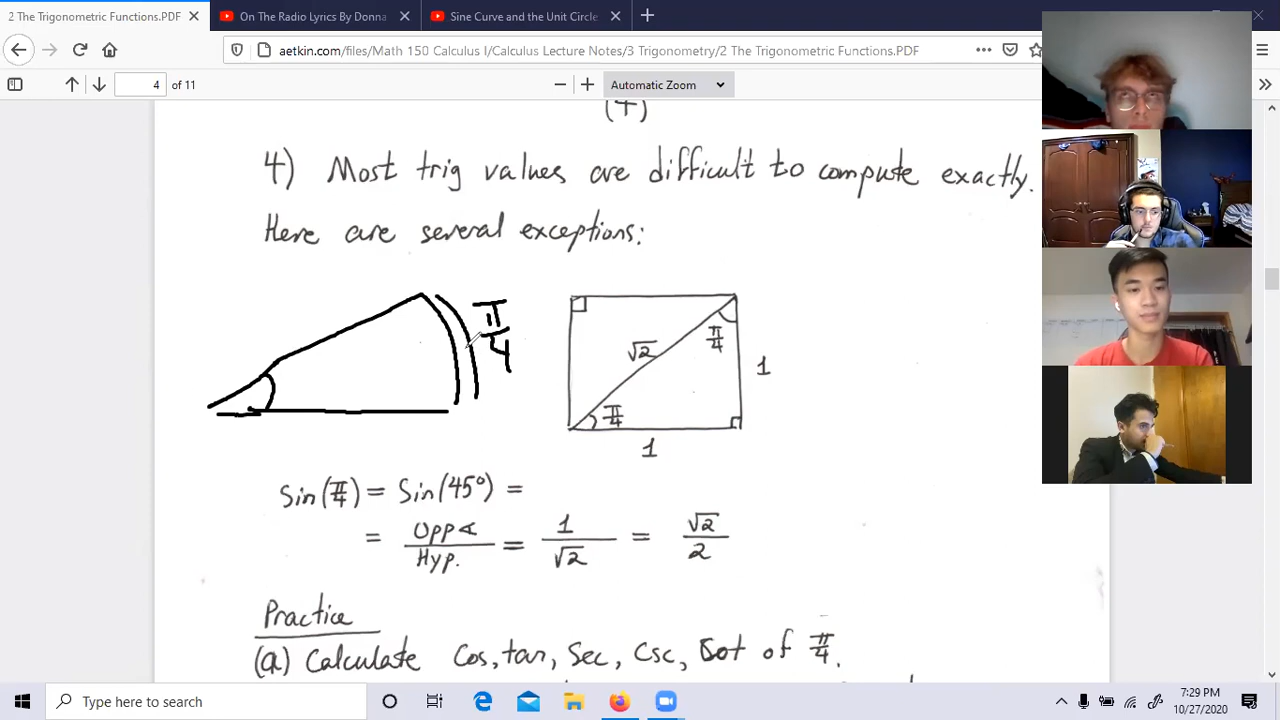 2 The Trigonometric Functions.PDF
On The Radio Lyrics By Donna
Sine Curve and the Unit Circle
aetkin.com/files/Math 150 Calculus I/Calculus Lecture Notes/3 Trigonometry/2 The Trigonometric Functions.PDF
4 of 11
Automatic Zoom
(4)
4) Most trig values are difficult to compute exactly.
Here are several exceptions:
π/4
√2
π/4
π/4
1
1
Sin(π/4) = Sin(45°) =
= Opp∢/Hyp. = 1/√2 = √2/2
Practice
(a) Calculate Cos, tan, Sec, Csc, Cot of π/4.
Type here to search
7:29 PM
10/27/2020